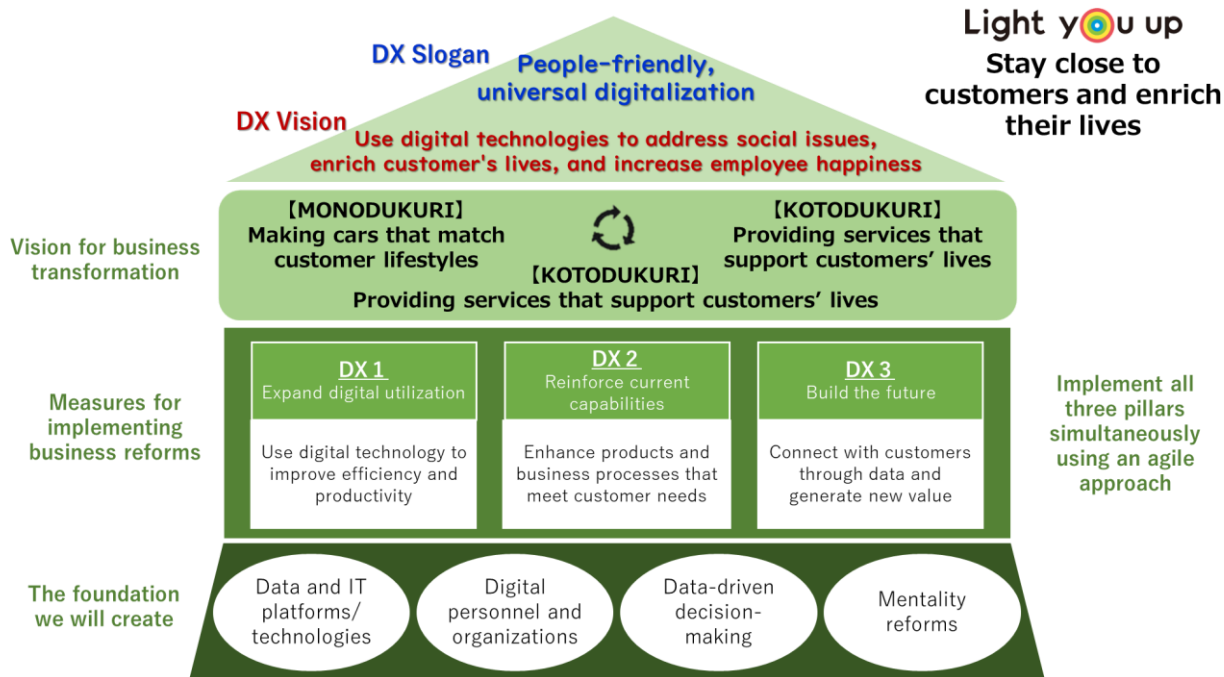 Light you up
Stay close to
customers and enrich
their lives
DX Slogan
People-friendly,
universal digitalization
DX Vision
Use digital technologies to address social issues,
enrich customer's lives, and increase employee happiness
Vision for business
transformation
【MONODUKURI】
Making cars that match
customer lifestyles
【KOTODUKURI】
Providing services that
support customers’ lives
【KOTODUKURI】
Providing services that support customers’ lives
Measures for
implementing
business reforms
DX 1
Expand digital utilization
Use digital technology to
improve efficiency and
productivity
DX 2
Reinforce current
capabilities
Enhance products and
business processes that
meet customer needs
DX 3
Build the future
Connect with customers
through data and
generate new value
Implement all
three pillars
simultaneously
using an agile
approach
The foundation
we will create
Data and IT
platforms/
technologies
Digital
personnel and
organizations
Data-driven
decision-
making
Mentality
reforms